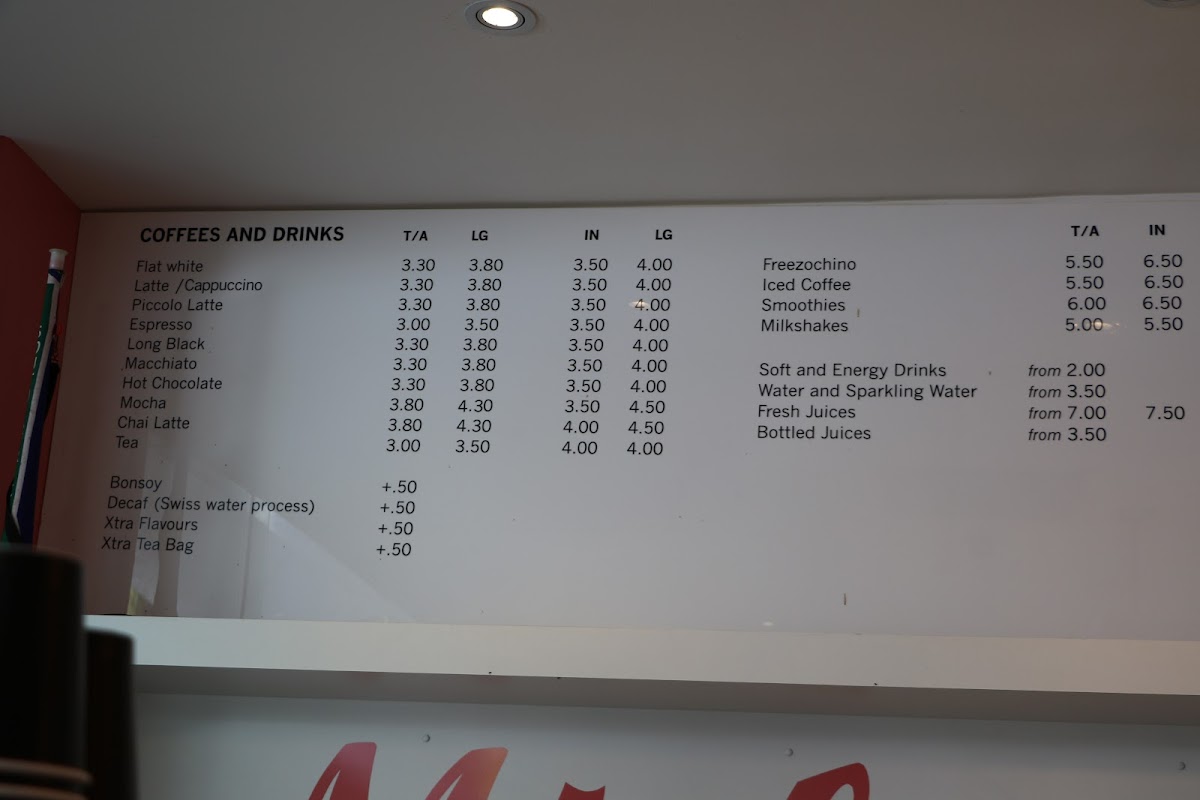 COFFEES AND DRINKS T/A LG IN LG
Flat white 3.30 3.80 3.50 4.00
Latte /Cappuccino 3.30 3.80 3.50 4.00
Piccolo Latte 3.30 3.80 3.50 4.00
Espresso 3.00 3.50 3.50 4.00
Long Black 3.30 3.80 3.50 4.00
Macchiato 3.30 3.80 3.50 4.00
Hot Chocolate 3.30 3.80 3.50 4.00
Mocha 3.80 4.30 3.50 4.50
Chai Latte 3.80 4.30 4.00 4.50
Tea 3.00 3.50 4.00 4.00
Bonsoy +.50
Decaf (Swiss water process) +.50
Xtra Flavours +.50
Xtra Tea Bag +.50
T/A IN
Freezochino 5.50 6.50
Iced Coffee 5.50 6.50
Smoothies 6.00 6.50
Milkshakes 5.00 5.50
Soft and Energy Drinks from 2.00
Water and Sparkling Water from 3.50
Fresh Juices from 7.00 7.50
Bottled Juices from 3.50